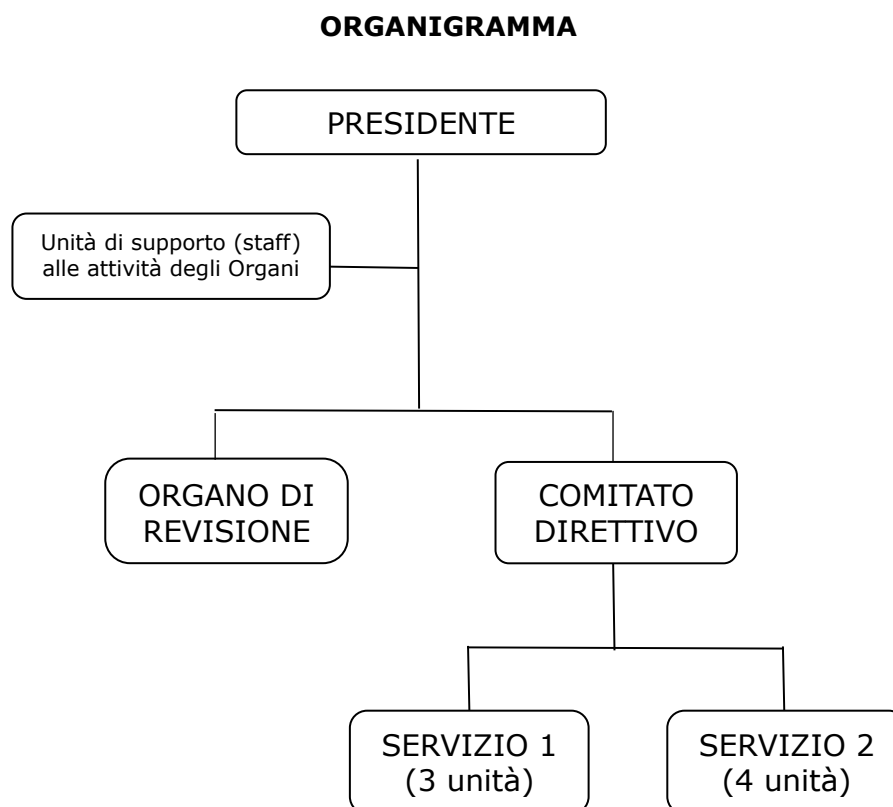 ORGANIGRAMMA
PRESIDENTE
Unità di supporto (staff)
alle attività degli Organi
ORGANO DI
REVISIONE
COMITATO
DIRETTIVO
SERVIZIO 1
(3 unità)
SERVIZIO 2
(4 unità)